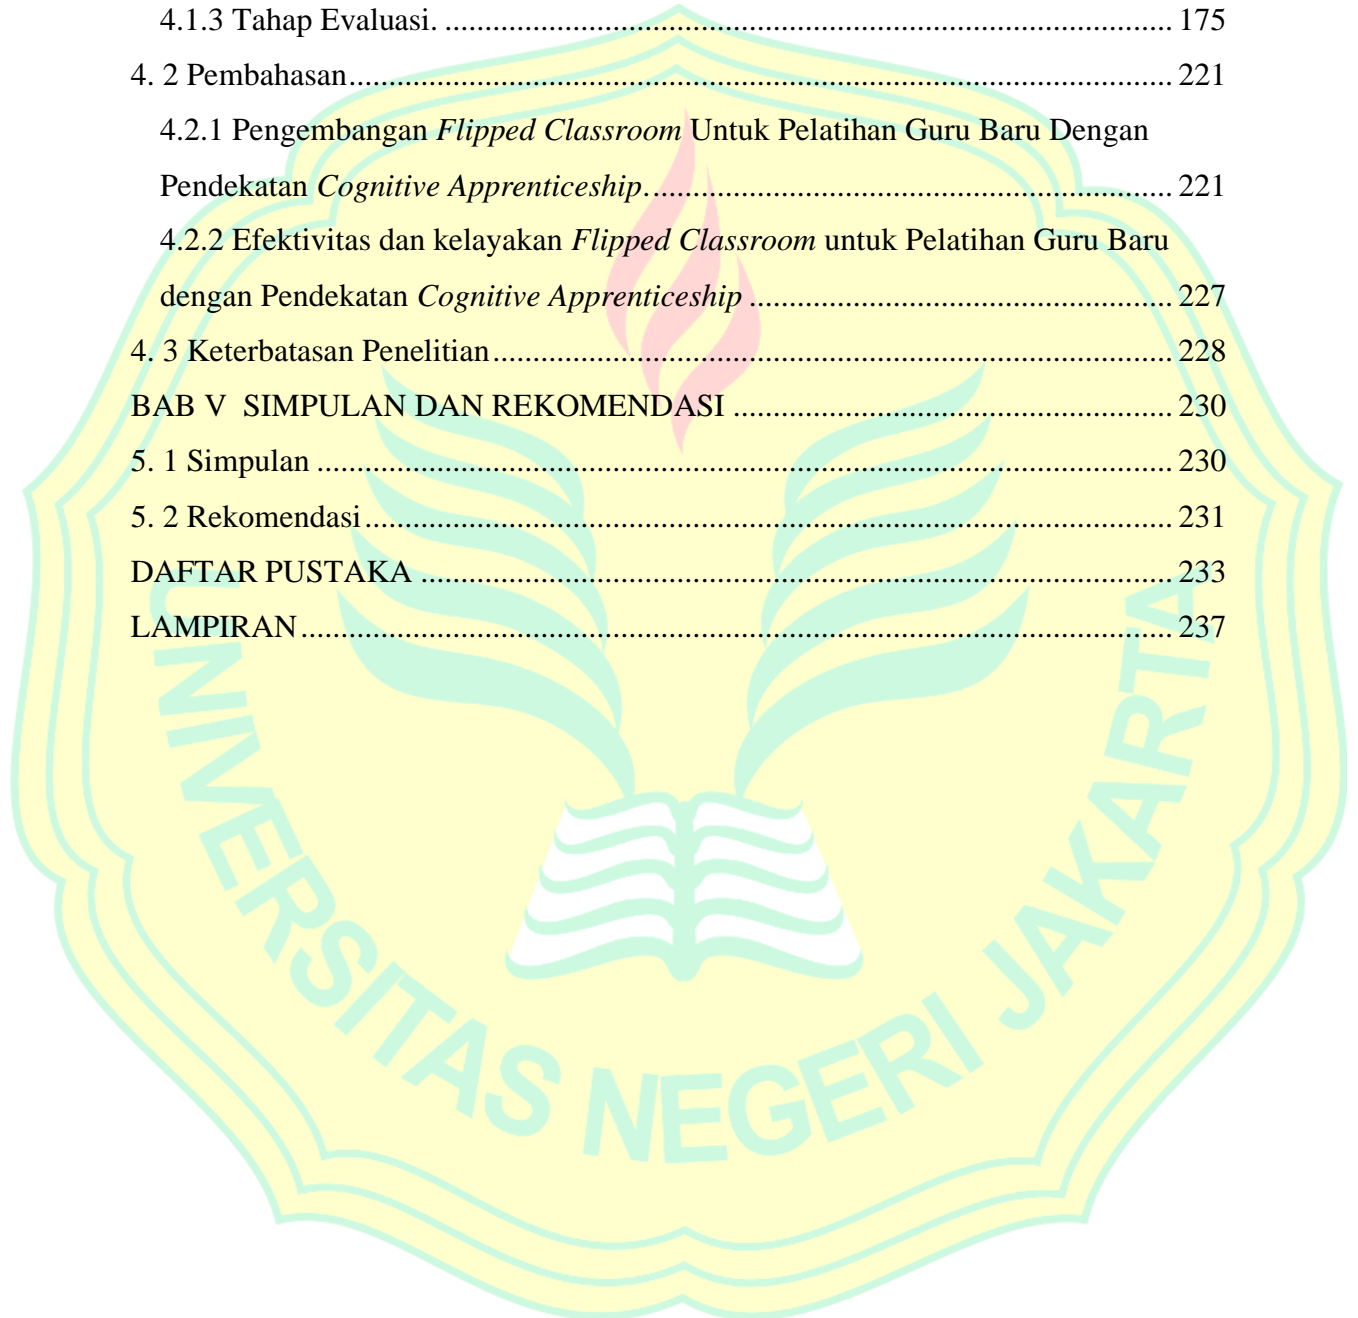 4.1.3 Tahap Evaluasi. .......................................................................................... 175
4. 2 Pembahasan...................................................................................................... 221
4.2.1 Pengembangan Flipped Classroom Untuk Pelatihan Guru Baru Dengan
Pendekatan Cognitive Apprenticeship.................................................................. 221
4.2.2 Efektivitas dan kelayakan Flipped Classroom untuk Pelatihan Guru Baru
dengan Pendekatan Cognitive Apprenticeship .................................................... 227
4. 3 Keterbatasan Penelitian.................................................................................... 228
BAB V  SIMPULAN DAN REKOMENDASI ...................................................... 230
5. 1 Simpulan .......................................................................................................... 230
5. 2 Rekomendasi.................................................................................................... 231
DAFTAR PUSTAKA ............................................................................................. 233
LAMPIRAN............................................................................................................ 237
UNIVERSITAS NEGERI JAKARTA